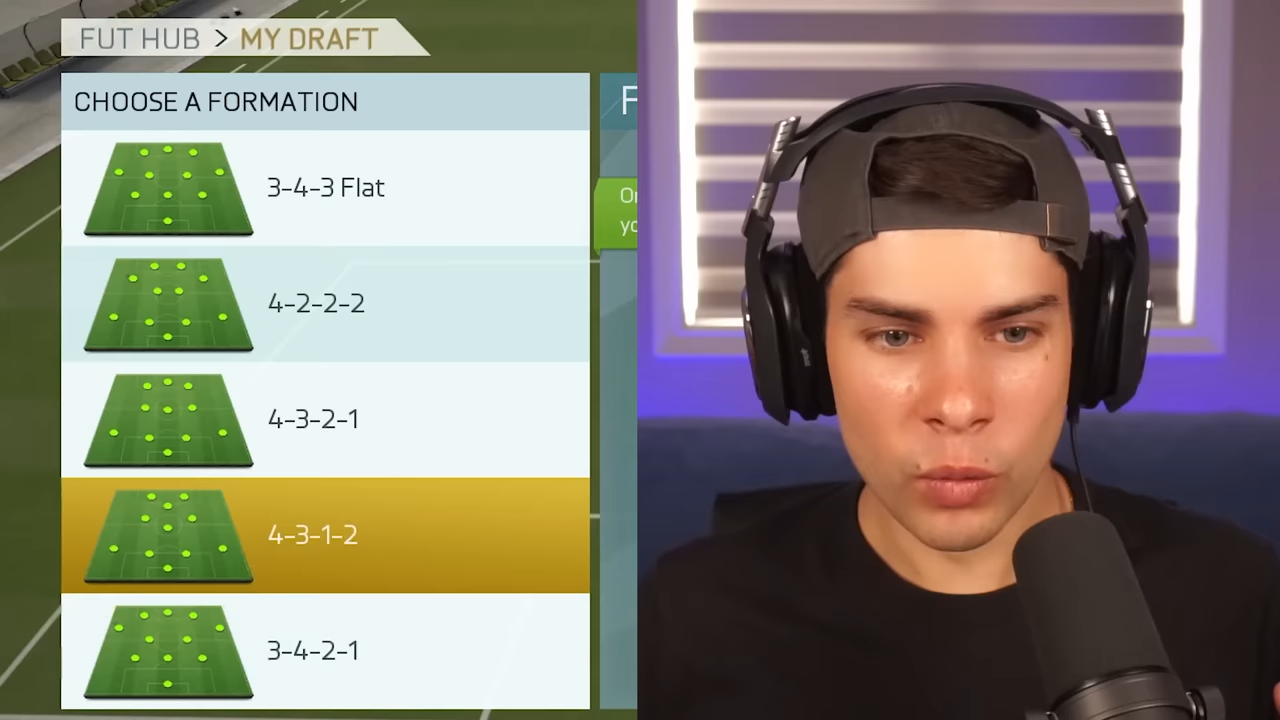 FUT HUB > MY DRAFT
CHOOSE A FORMATION
3-4-3 Flat
4-2-2-2
4-3-2-1
4-3-1-2
3-4-2-1